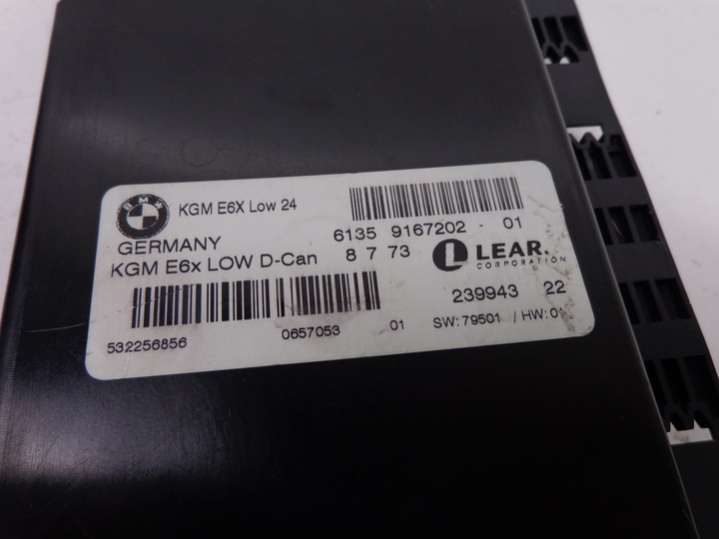 BMW KGM E6X Low 24
GERMANY 6135 9167202 - 01
KGM E6x LOW D-Can 8 7 73 LEAR.
CORPORATION
239943 22
532256856 0657053 01 SW: 79501 / HW: